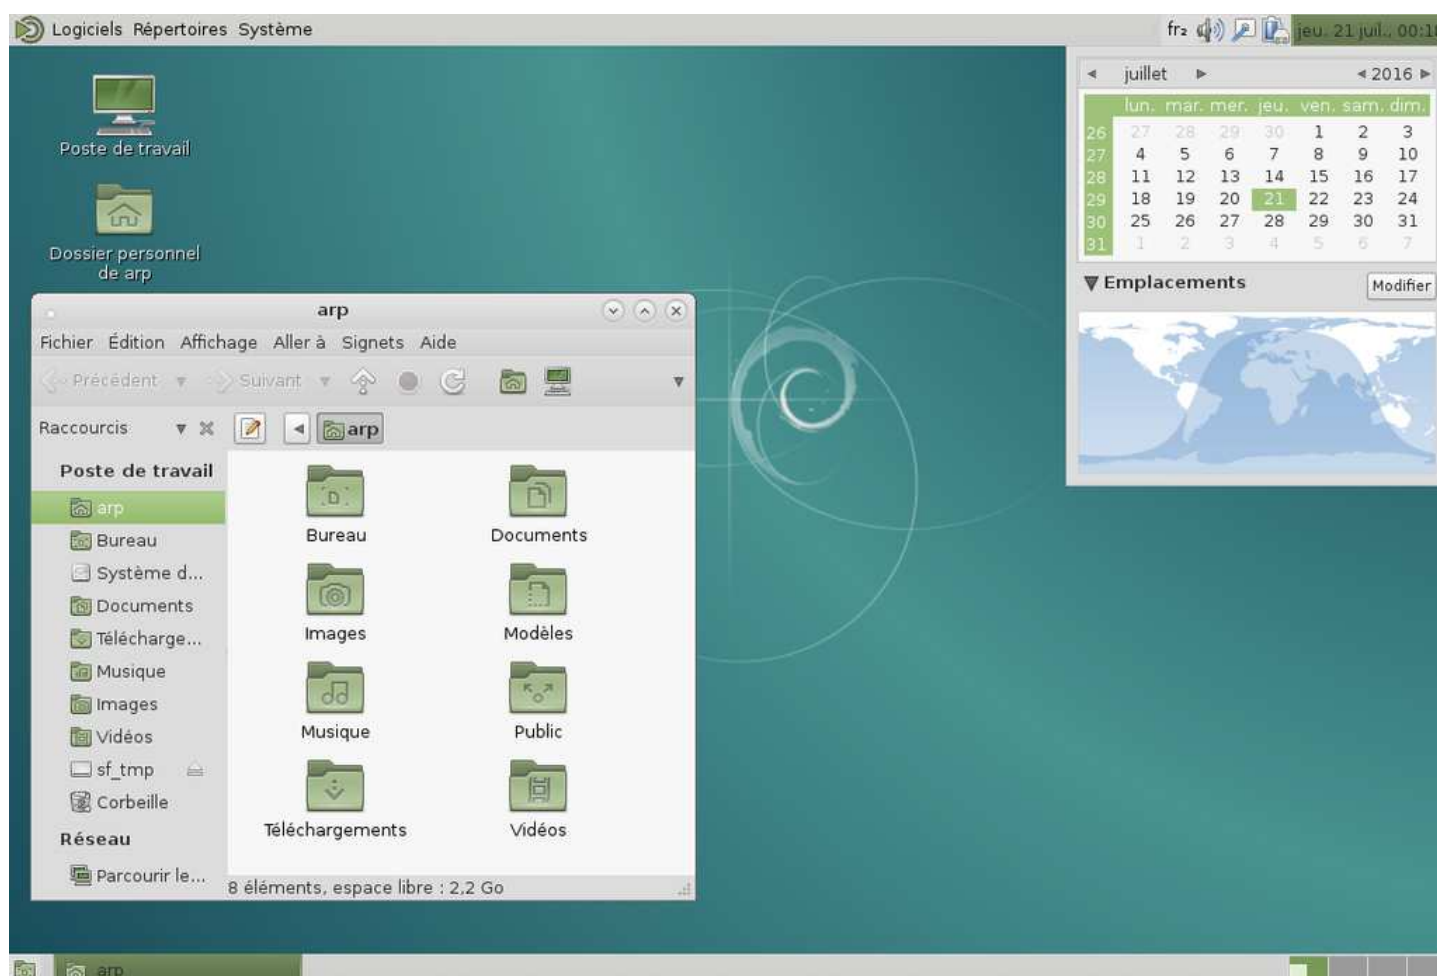 Logiciels Répertoires Système
fr₂
jeu. 21 juil., 00:18
Poste de travail
Dossier personnel
de arp
juillet 2016
lun. mar. mer. jeu. ven. sam. dim.
26 27 28 29 30 1 2 3
27 4 5 6 7 8 9 10
28 11 12 13 14 15 16 17
29 18 19 20 21 22 23 24
30 25 26 27 28 29 30 31
31 1 2 3 4 5 6 7
Emplacements Modifier
arp
Fichier Édition Affichage Aller à Signets Aide
Précédent Suivant
Raccourcis arp
Poste de travail
arp
Bureau
Système d...
Documents
Télécharge...
Musique
Images
Vidéos
sf_tmp
Corbeille
Réseau
Parcourir le...
Bureau Documents
Images Modèles
Musique Public
Téléchargements Vidéos
8 éléments, espace libre : 2,2 Go
arp